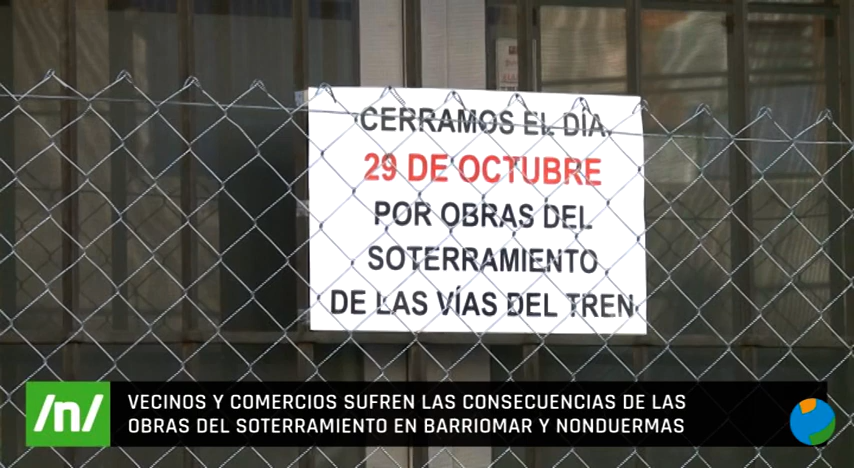 CERRAMOS EL DÍA
29 DE OCTUBRE
POR OBRAS DEL
SOTERRAMIENTO
DE LAS VÍAS DEL TREN
/n/
VECINOS Y COMERCIOS SUFREN LAS CONSECUENCIAS DE LAS
OBRAS DEL SOTERRAMIENTO EN BARRIOMAR Y NONDUERMAS